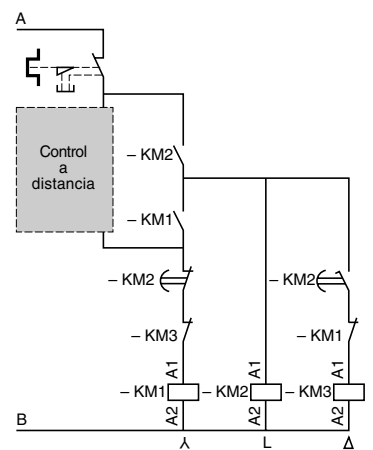 A
Control
a
distancia
– KM2
– KM1
– KM2
– KM2
– KM3
– KM1
A1
A1
A1
– KM1
– KM2
– KM3
A2
A2
A2
B
Y
L
Δ